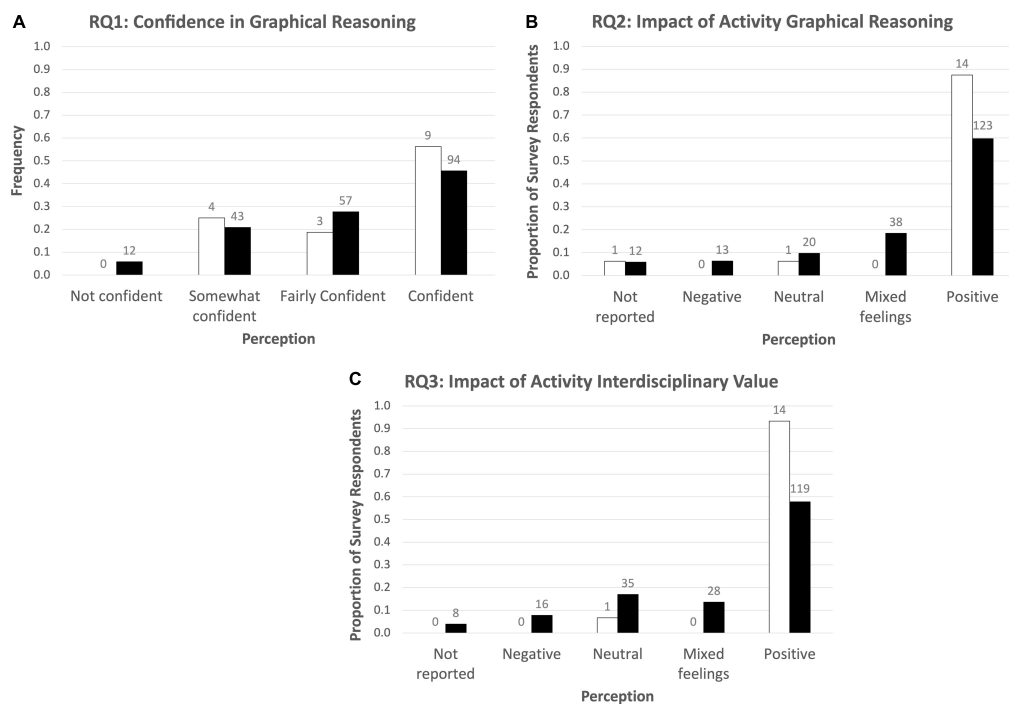 A
RQ1: Confidence in Graphical Reasoning
Frequency
1.0
0.9
0.8
0.7
0.6
0.5
0.4
0.3
0.2
0.1
0.0
0
12
4
43
3
57
9
94
Not confident
Somewhat
confident
Fairly Confident
Confident
Perception
B
RQ2: Impact of Activity Graphical Reasoning
Proportion of Survey Respondents
1.0
0.9
0.8
0.7
0.6
0.5
0.4
0.3
0.2
0.1
0.0
1
12
0
13
1
20
0
38
14
123
Not
reported
Negative
Neutral
Mixed
feelings
Positive
Perception
C
RQ3: Impact of Activity Interdisciplinary Value
Proportion of Survey Respondents
1.0
0.9
0.8
0.7
0.6
0.5
0.4
0.3
0.2
0.1
0.0
0
8
0
16
1
35
0
28
14
119
Not
reported
Negative
Neutral
Mixed
feelings
Positive
Perception